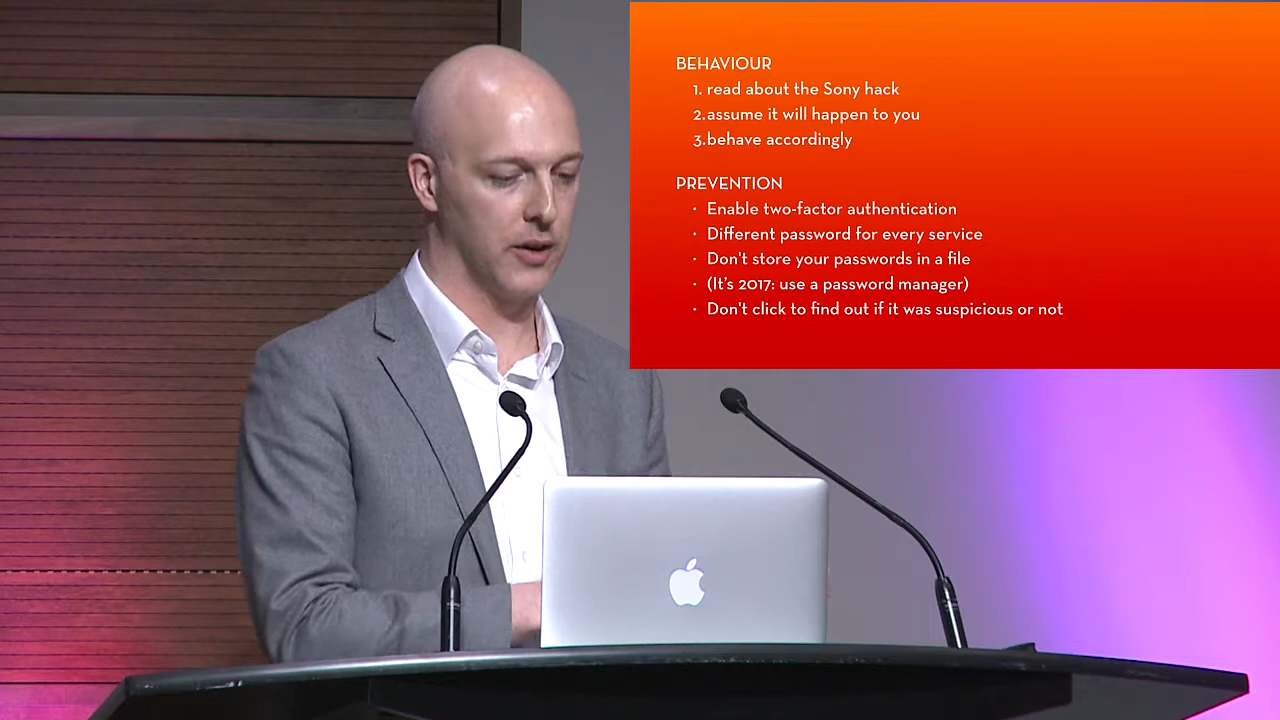 BEHAVIOUR
1. read about the Sony hack
2.assume it will happen to you
3.behave accordingly
PREVENTION
· Enable two-factor authentication
· Different password for every service
· Don't store your passwords in a file
· (It's 2017: use a password manager)
· Don't click to find out if it was suspicious or not